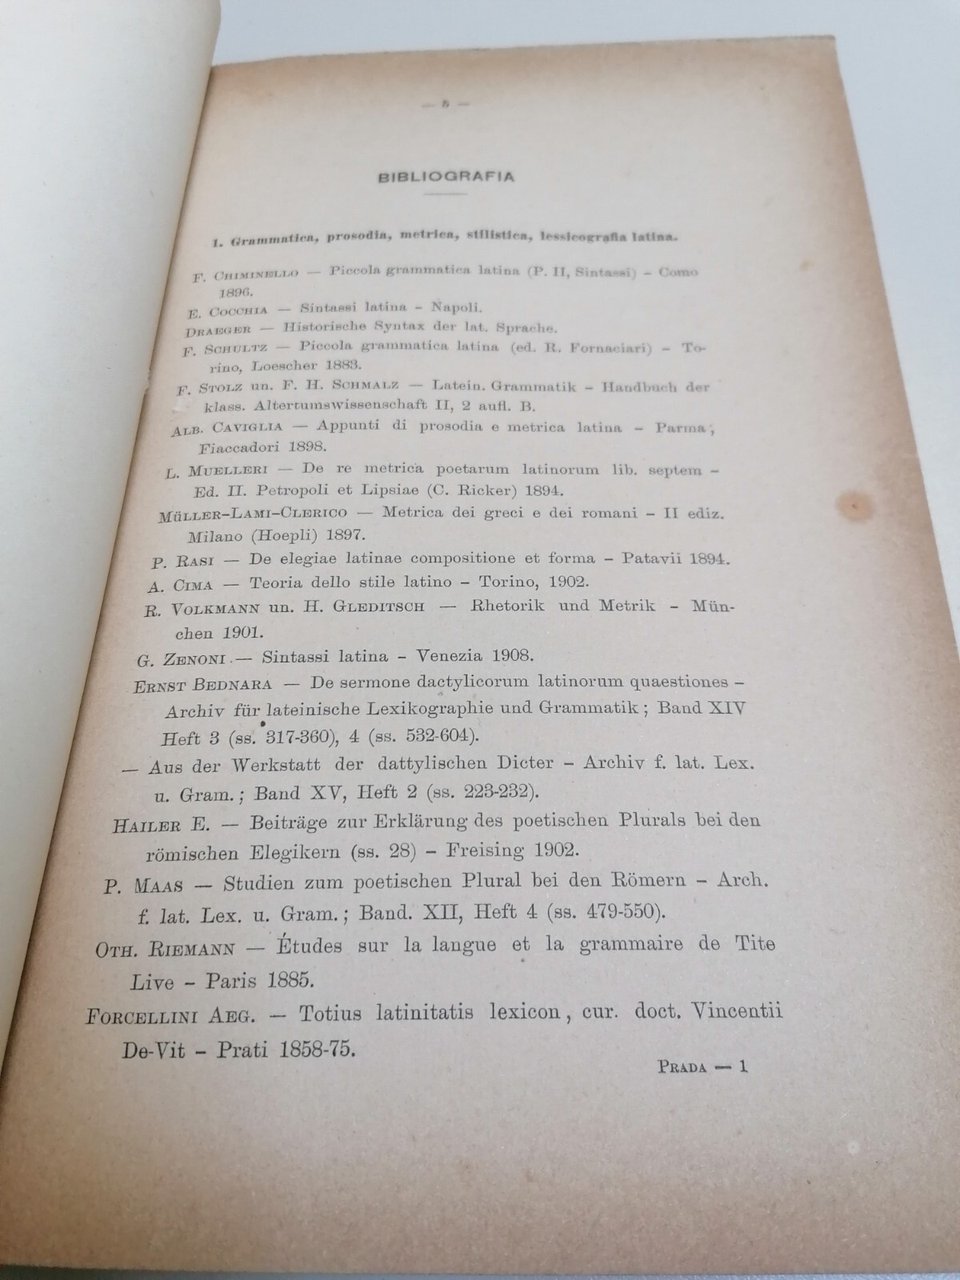 — 5 —
BIBLIOGRAFIA
1. Grammatica, prosodia, metrica, stilistica, lessicografia latina.
F. CHIMINELLO — Piccola grammatica latina (P. II, Sintassi) – Como
1896.
E. COCCHIA — Sintassi latina – Napoli.
DRAEGER — Historische Syntax der lat. Sprache.
F. SCHULTZ — Piccola grammatica latina (ed. R. Fornaciari) – To-
rino, Loescher 1883.
F. STOLZ un. F. H. SCHMALZ — Latein. Grammatik – Handbuch der
klass. Altertumswissenschaft II, 2 aufl. B.
ALB. CAVIGLIA — Appunti di prosodia e metrica latina – Parma,
Fiaccadori 1898.
L. MUELLERI — De re metrica poetarum latinorum lib. septem –
Ed. II. Petropoli et Lipsiae (C. Ricker) 1894.
MüLLER-LAMI-CLERICO — Metrica dei greci e dei romani – II ediz.
Milano (Hoepli) 1897.
P. RASI — De elegiae latinae compositione et forma – Patavii 1894.
A. CIMA — Teoria dello stile latino – Torino, 1902.
R. VOLKMANN un. H. GLEDITSCH — Rhetorik und Metrik – Mün-
chen 1901.
G. ZENONI — Sintassi latina – Venezia 1908.
ERNST BEDNARA — De sermone dactylicorum latinorum quaestiones –
Archiv für lateinische Lexikographie und Grammatik; Band XIV
Heft 3 (ss. 317-360), 4 (ss. 532-604).
— Aus der Werkstatt der dattylischen Dicter – Archiv f. lat. Lex.
u. Gram.; Band XV, Heft 2 (ss. 223-232).
HAILER E. — Beiträge zur Erklärung des poetischen Plurals bei den
römischen Elegikern (ss. 28) – Freising 1902.
P. MAAS — Studien zum poetischen Plural bei den Römern – Arch.
f. lat. Lex. u. Gram.; Band. XII, Heft 4 (ss. 479-550).
OTH. RIEMANN — Études sur la langue et la grammaire de Tite
Live – Paris 1885.
FORCELLINI AEG. — Totius latinitatis lexicon, cur. doct. Vincentii
De-Vit – Prati 1858-75.
PRADA — 1